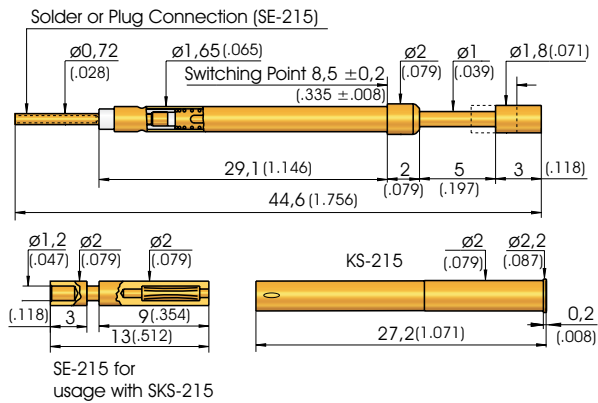 Solder or Plug Connection (SE-215)
ø0,72
(.028)
ø1,65 (.065)
Switching Point 8,5 ±0,2
(.335 ±.008)
ø2
(.079)
ø1
(.039)
ø1,8 (.071)
29,1 (1.146)
2
(.079)
5
(.197)
3
(.118)
44,6 (1.756)
ø1,2
(.047)
ø2
(.079)
ø2
(.079)
KS-215
ø2
(.079)
ø2,2
(.087)
(.118)
3
9 (.354)
13 (.512)
27,2 (1.071)
0,2
(.008)
SE-215 for
usage with SKS-215